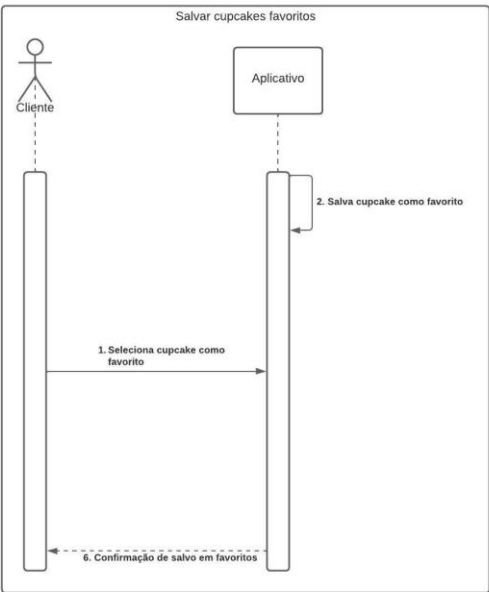 Salvar cupcakes favoritos
Cliente
Aplicativo
2. Salva cupcake como favorito
1. Seleciona cupcake como
favorito
6. Confirmação de salvo em favoritos